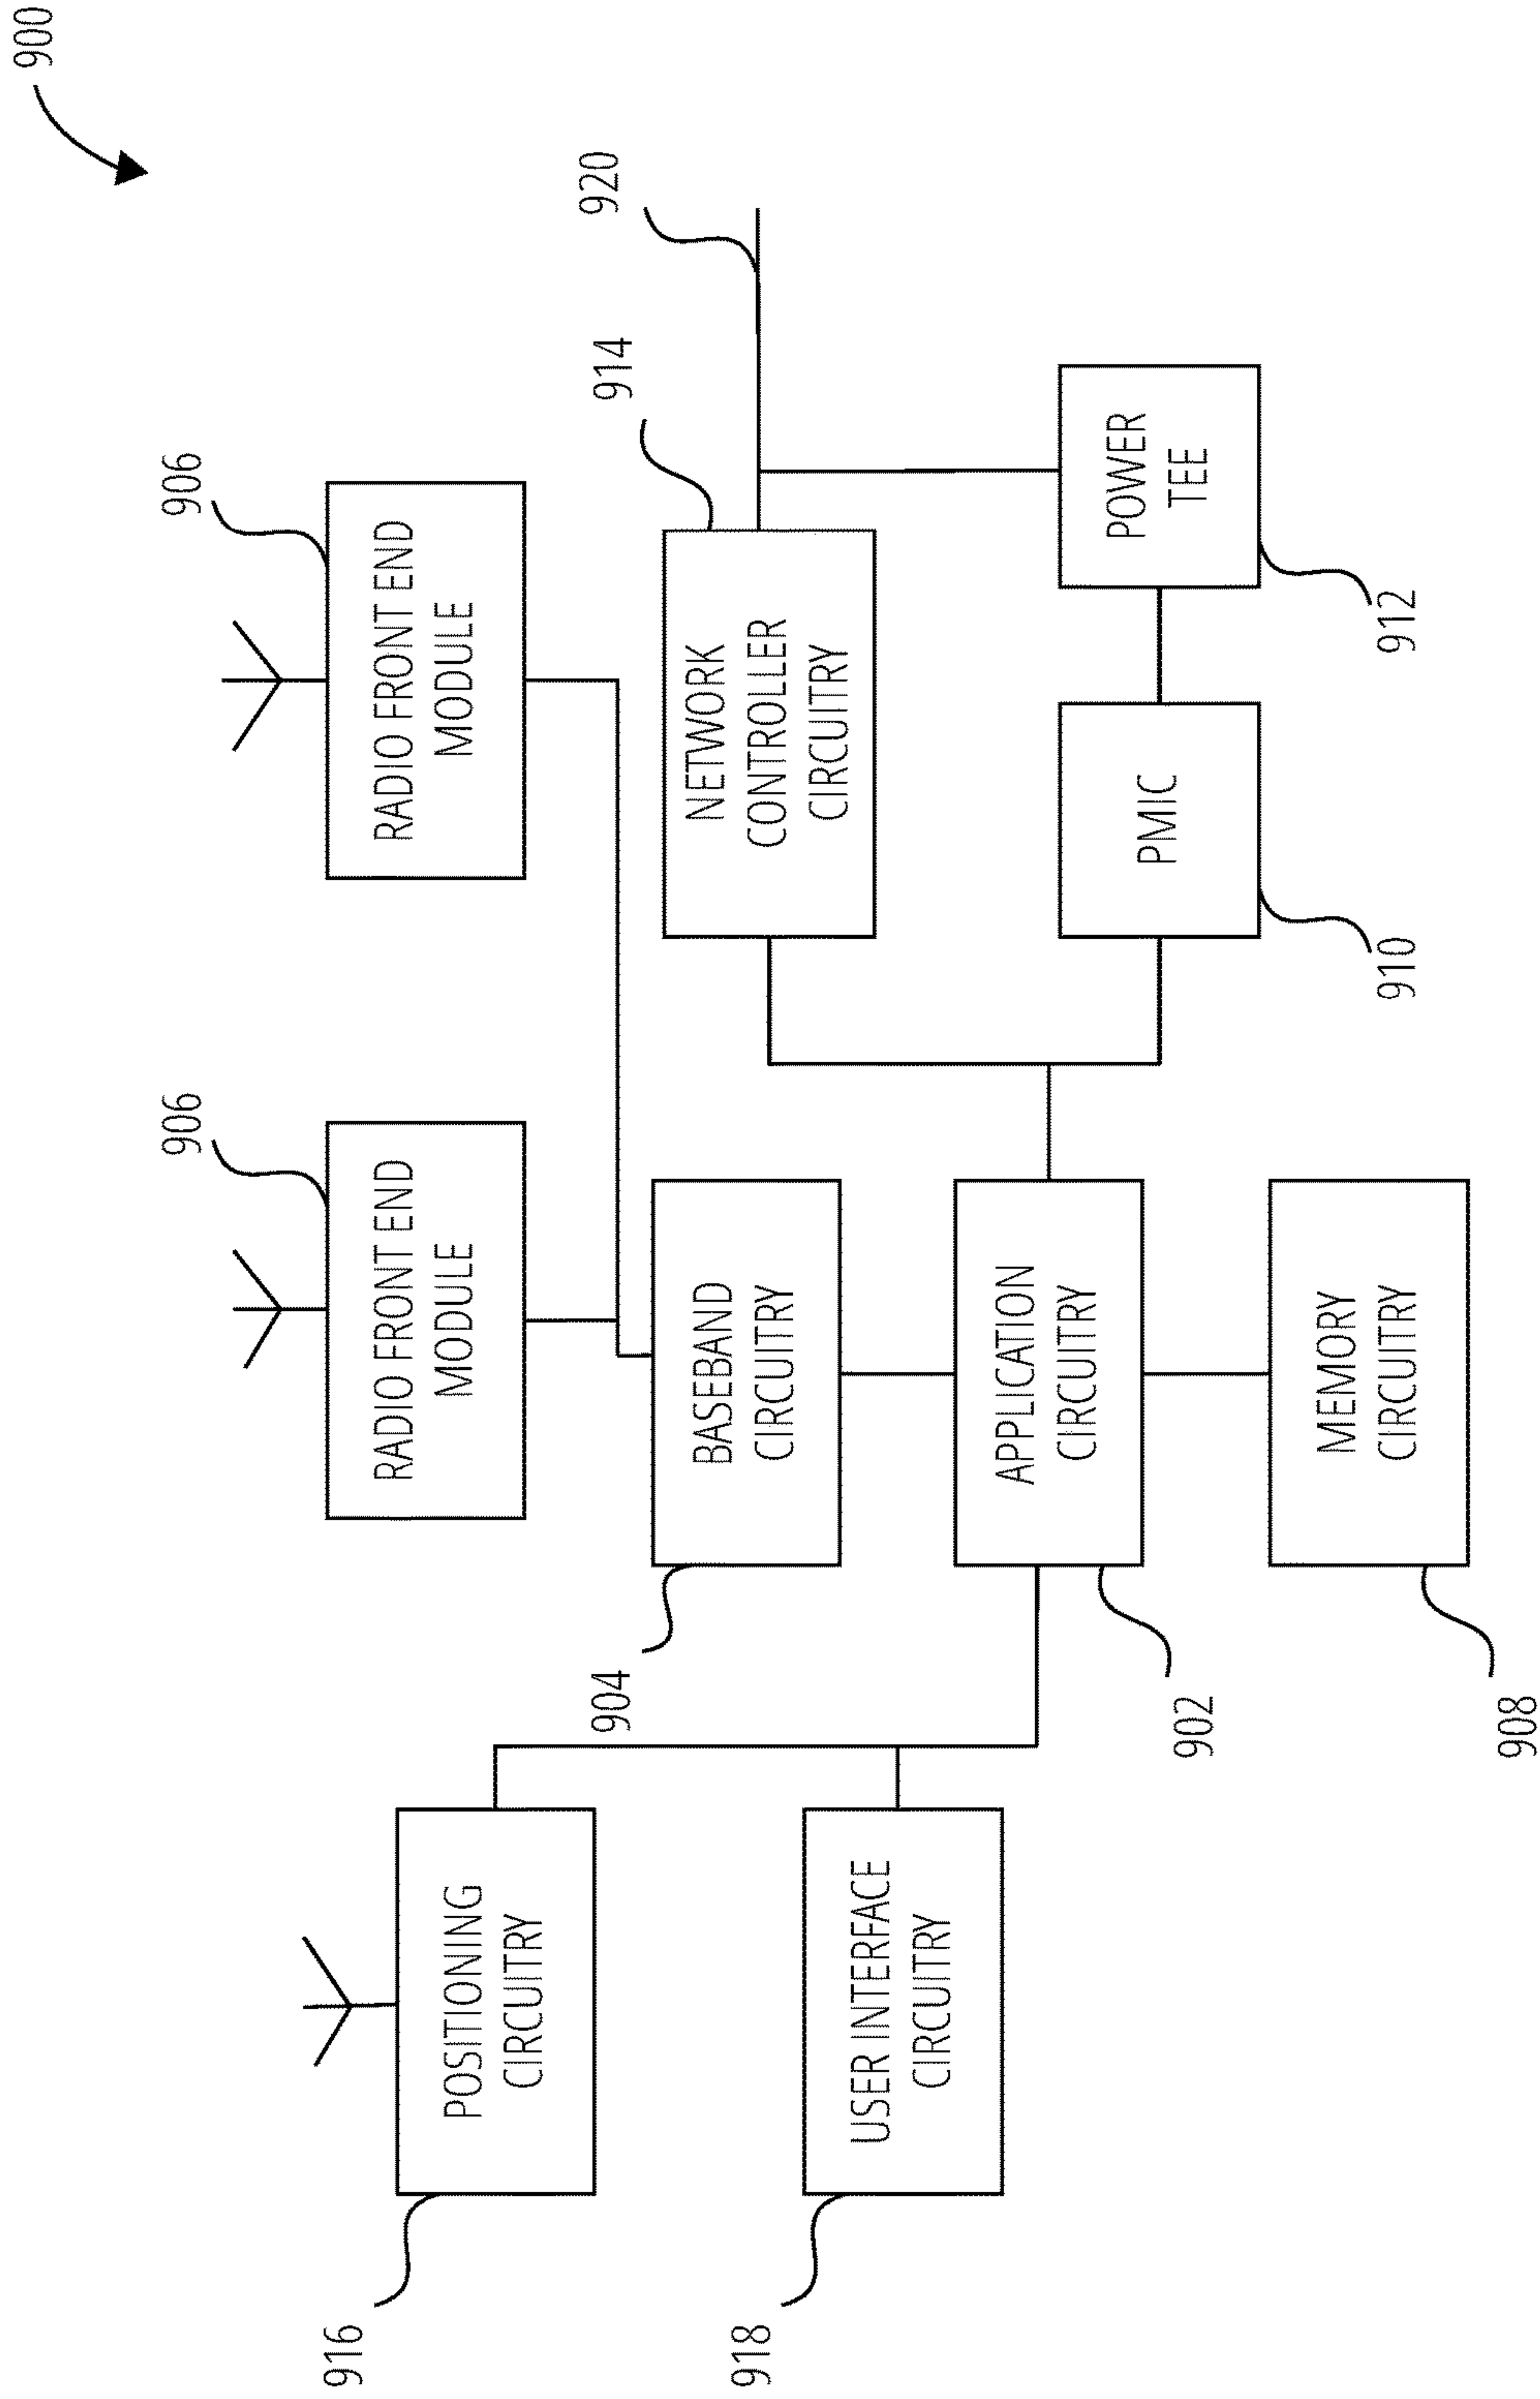 900
906
906
RADIO FRONT END
MODULE
RADIO FRONT END
MODULE
916
POSITIONING
CIRCUITRY
904
BASEBAND
CIRCUITRY
914
NETWORK
CONTROLLER
CIRCUITRY
920
918
USER INTERFACE
CIRCUITRY
902
APPLICATION
CIRCUITRY
910
PMIC
912
POWER
TEE
908
MEMORY
CIRCUITRY